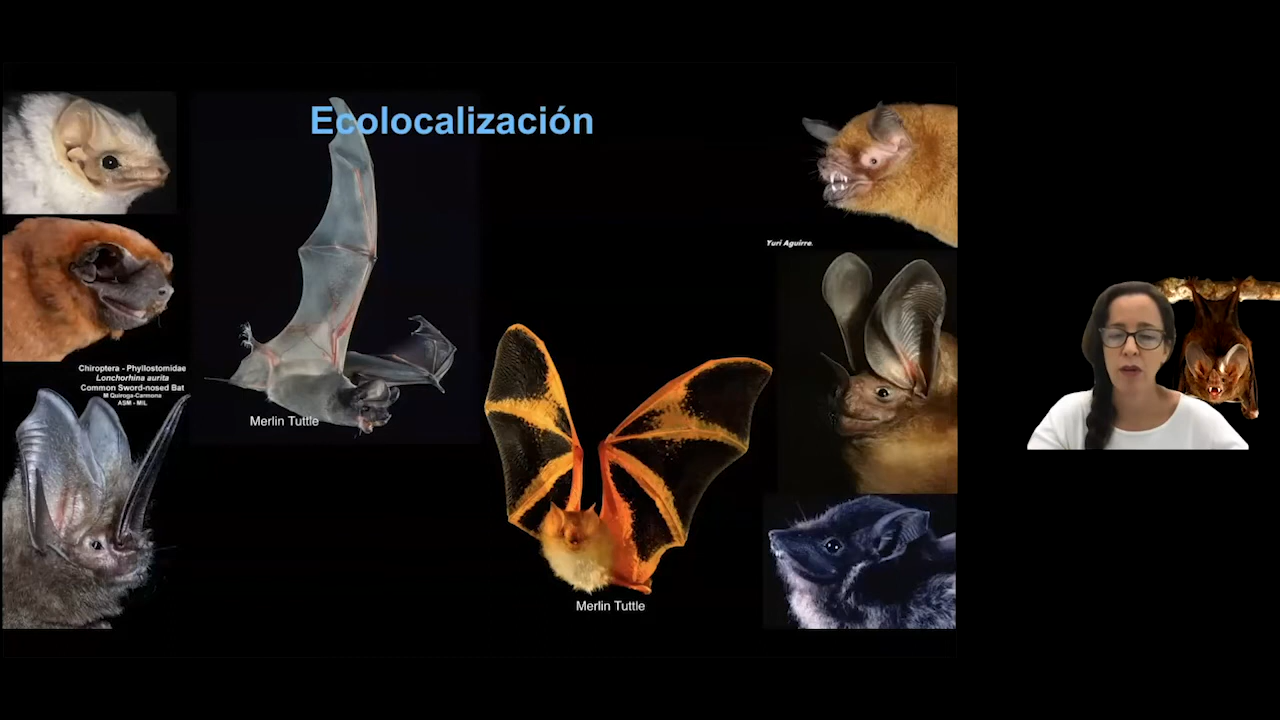 Ecolocalización
Yuri Aguirre.
Chiroptera - Phyllostomidae
Lonchorhina aurita
Common Sword-nosed Bat
M Quiroga-Carmona
ASM - MIL
Merlin Tuttle
Merlin Tuttle